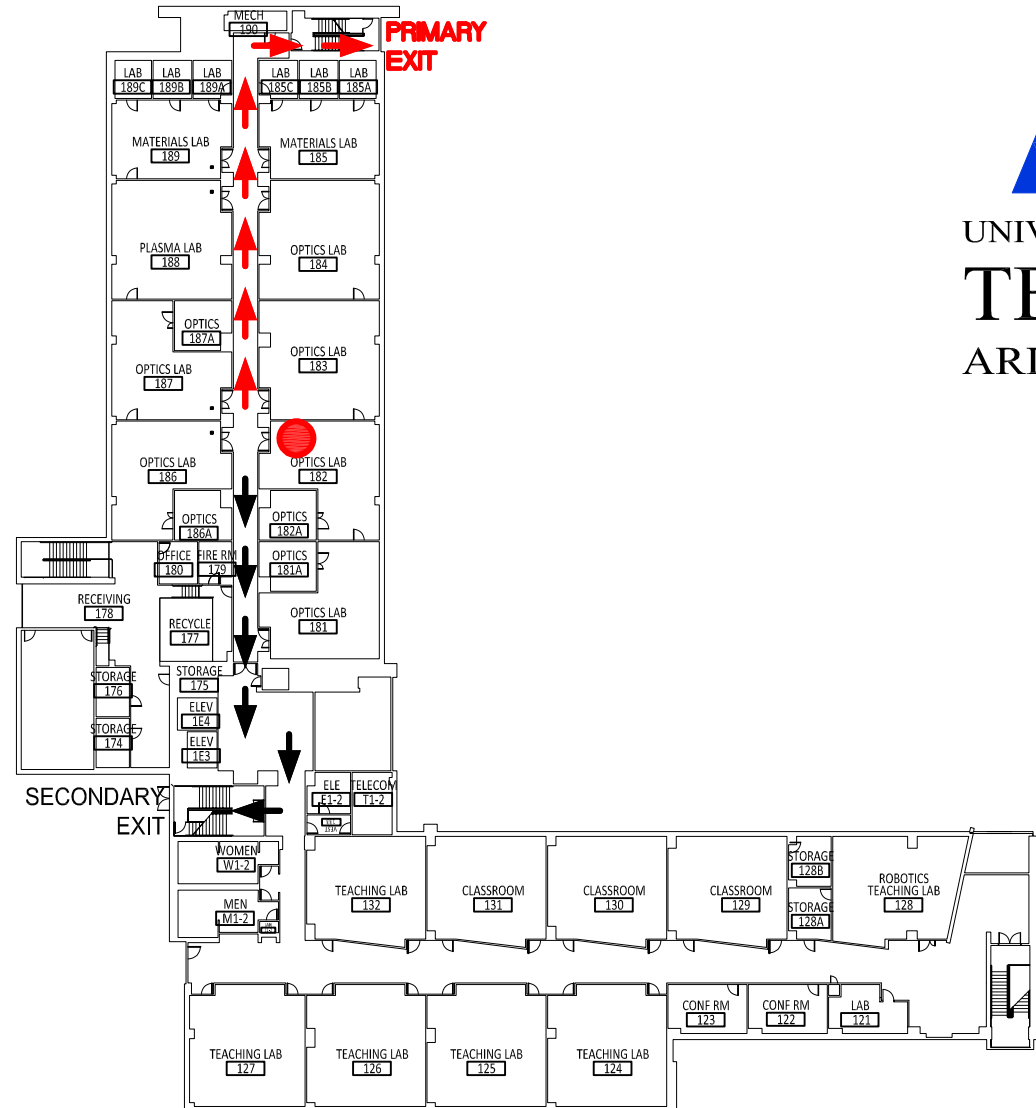 MECH
190
PRIMARY
EXIT
LAB
189C
LAB
189B
LAB
189A
LAB
185C
LAB
185B
LAB
185A
MATERIALS LAB
189
MATERIALS LAB
185
UNIV
TE
ARI
PLASMA LAB
188
OPTICS LAB
184
OPTICS
187A
OPTICS LAB
187
OPTICS LAB
183
OPTICS LAB
186
OPTICS LAB
182
OPTICS
186A
OPTICS
182A
OFFICE
180
FIRE RM
179
OPTICS
181A
RECEIVING
178
RECYCLE
177
OPTICS LAB
181
STORAGE
176
STORAGE
175
ELEV
1E4
STORAGE
174
ELEV
1E3
SECONDARY
EXIT
ELE
E1-2
TELECOM
T1-2
WOMEN
W1-2
MEN
M1-2
TEACHING LAB
132
CLASSROOM
131
CLASSROOM
130
CLASSROOM
129
STORAGE
128B
STORAGE
128A
ROBOTICS
TEACHING LAB
128
CONF RM
123
CONF RM
122
LAB
121
TEACHING LAB
127
TEACHING LAB
126
TEACHING LAB
125
TEACHING LAB
124